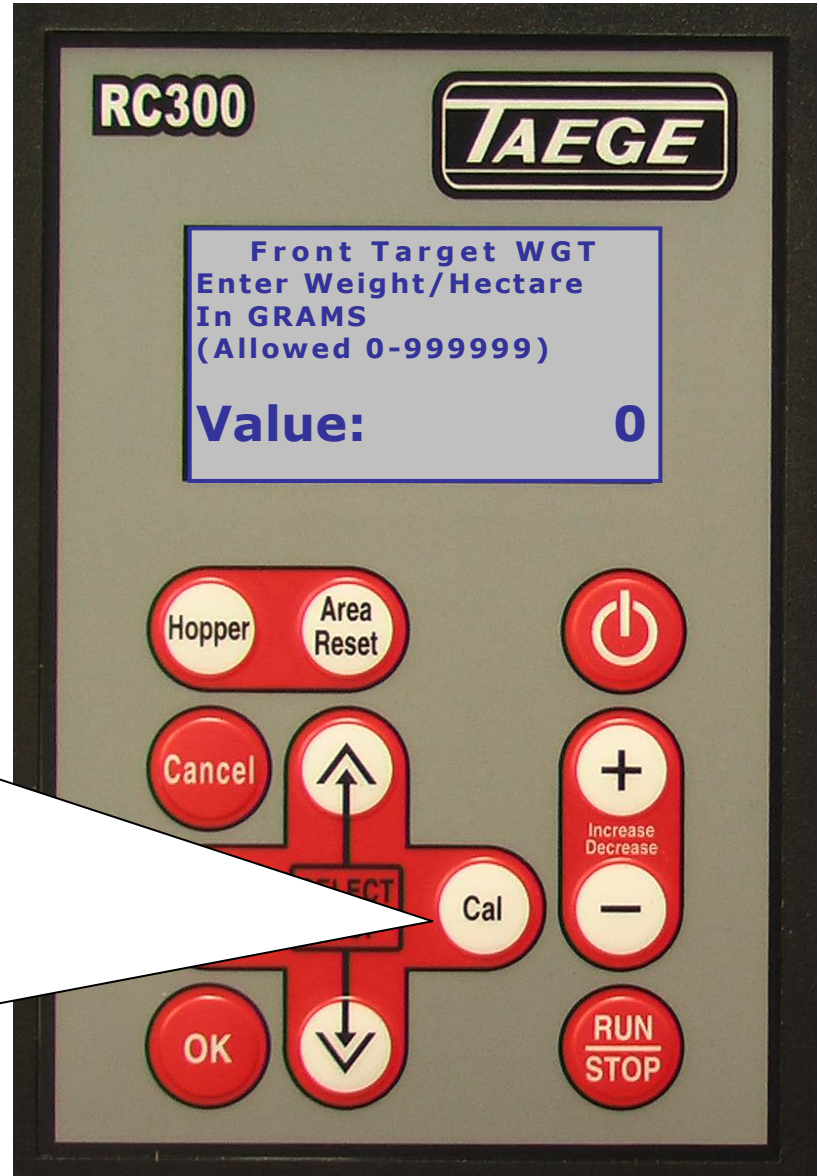 RC300
TAEGE
Front Target WGT
Enter Weight/Hectare
In GRAMS
(Allowed 0-999999)
Value: 0
Hopper
Area
Reset
Cancel
Increase
Decrease
Cal
OK
RUN
STOP